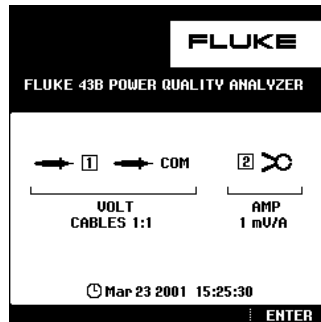 FLUKE
FLUKE 43B POWER QUALITY ANALYZER
1 COM 2
VOLT AMP
CABLES 1:1 1 mV/A
Mar 23 2001 15:25:30
ENTER